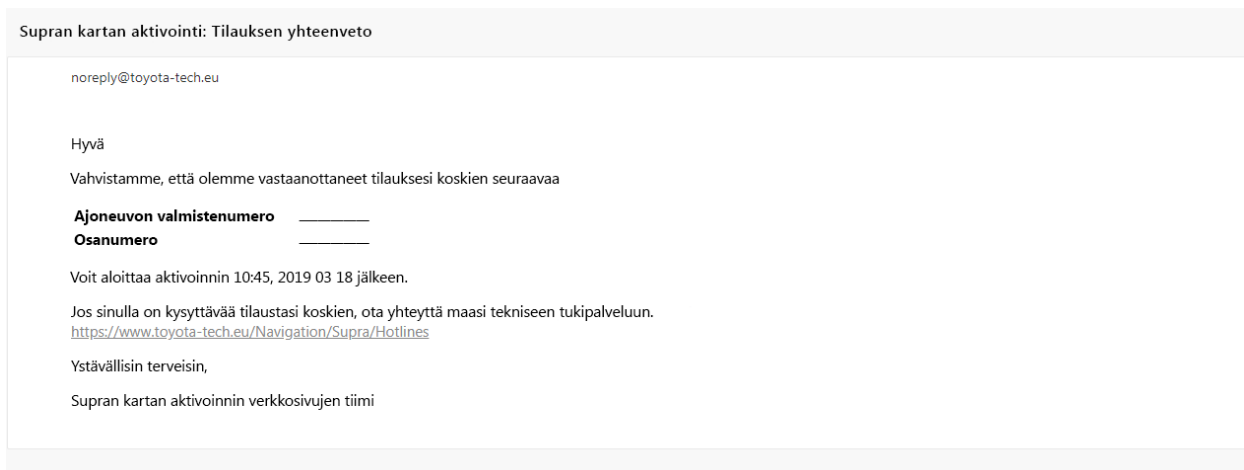 Supran kartan aktivointi: Tilauksen yhteenveto
noreply@toyota-tech.eu
Hyvä
Vahvistamme, että olemme vastaanottaneet tilauksesi koskien seuraavaa
Ajoneuvon valmistenumero __________
Osanumero __________
Voit aloittaa aktivoinnin 10:45, 2019 03 18 jälkeen.
Jos sinulla on kysyttävää tilaustasi koskien, ota yhteyttä maasi tekniseen tukipalveluun.
https://www.toyota-tech.eu/Navigation/Supra/Hotlines
Ystävällisin terveisin,
Supran kartan aktivoinnin verkkosivujen tiimi